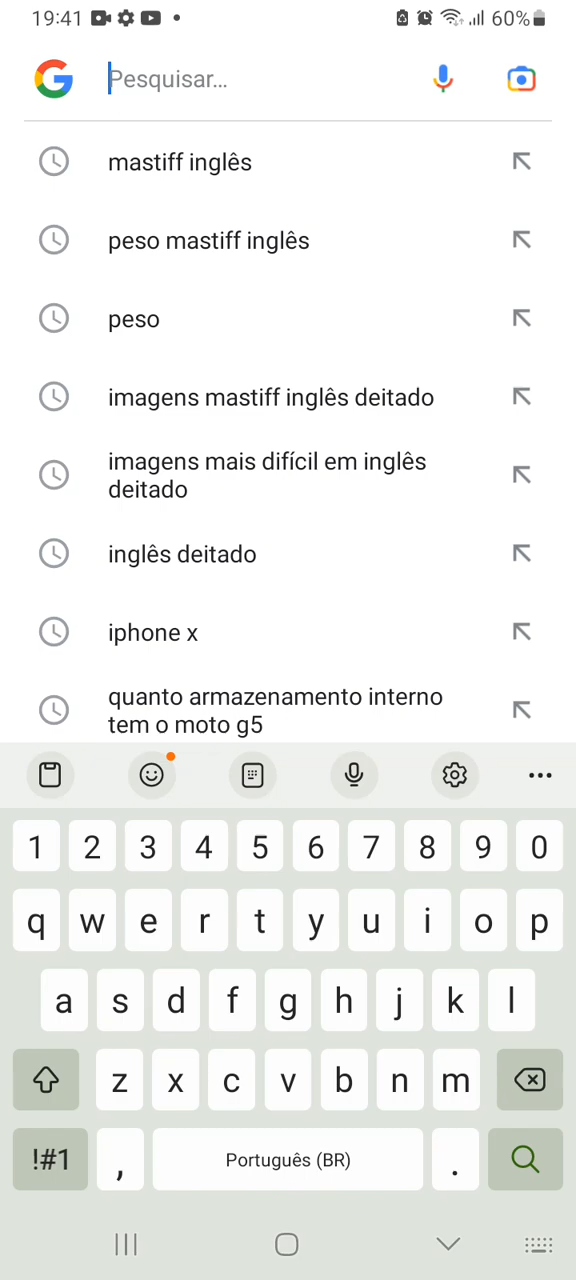 19:41 60%
Pesquisar...
mastiff inglês
peso mastiff inglês
peso
imagens mastiff inglês deitado
imagens mais difícil em inglês
deitado
inglês deitado
iphone x
quanto armazenamento interno
tem o moto g5
1 2 3 4 5 6 7 8 9 0
q w e r t y u i o p
a s d f g h j k l
z x c v b n m
!#1 , Português (BR) .